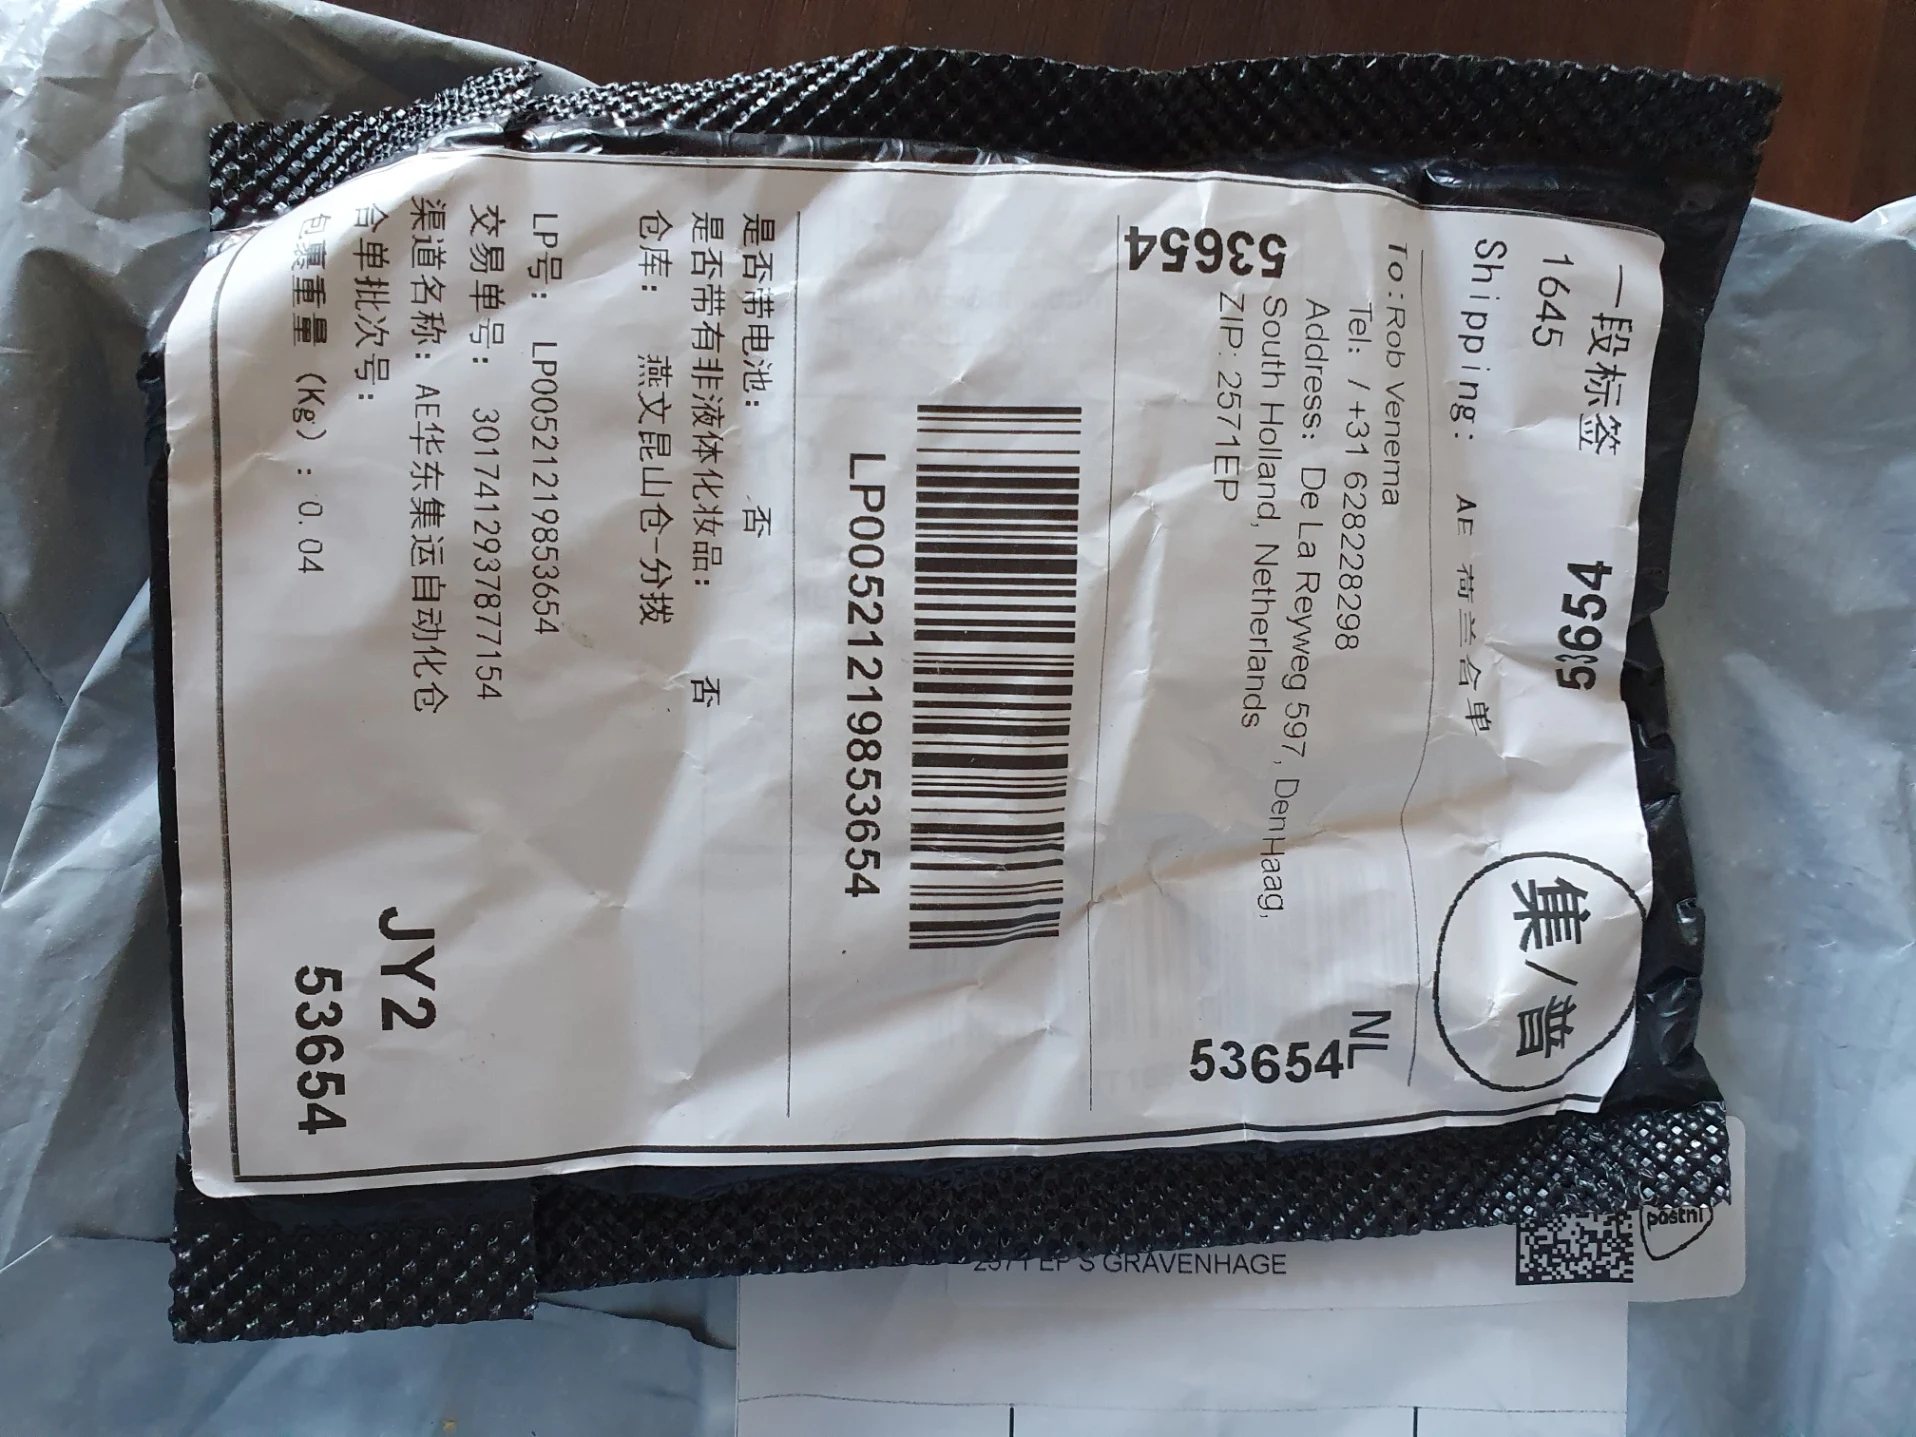 一段标签 53654
1645
Shipping: AE 荷兰合单
集/普
To: Rob Venema
NL
Tel: / +31 628228298
Address: De La Reyweg 597, Den Haag,
South Holland, Netherlands
ZIP: 2571EP
53654
53654
LP00521219853654
是否带电池: 否
是否带有非液体化妆品: 否
仓库: 燕文昆山仓-分拨
LP号: LP00521219853654
交易单号: 3017412937877154
渠道名称: AE华东集运自动化仓
合单批次号:
包裹重量 (Kg) : 0.04
JY2
53654
postnl
2571 EP S GRAVENHAGE